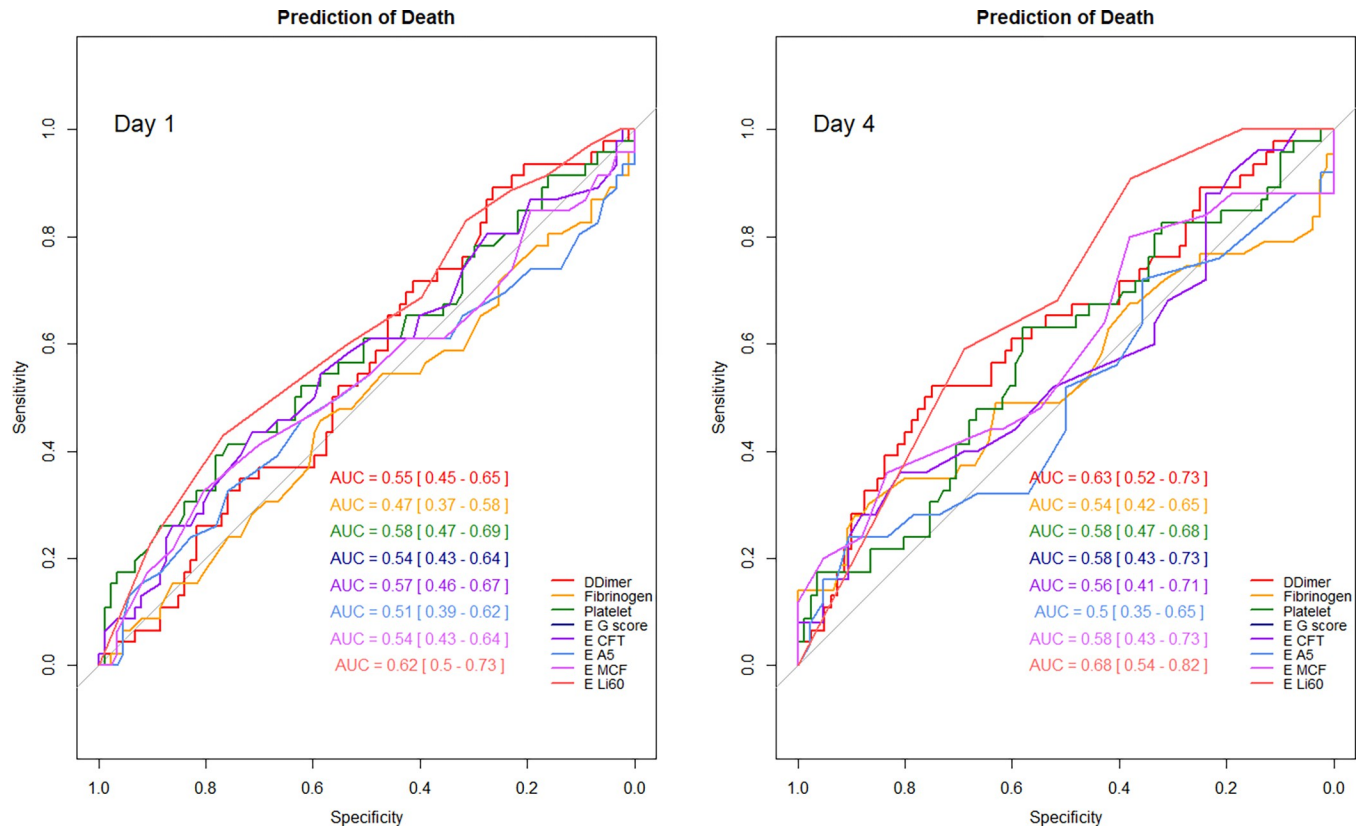 Prediction of Death
Day 1
Sensitivity
1.0
0.8
0.6
0.4
0.2
0.0
AUC = 0.55 [ 0.45 - 0.65 ]
AUC = 0.47 [ 0.37 - 0.58 ]
AUC = 0.58 [ 0.47 - 0.69 ]
AUC = 0.54 [ 0.43 - 0.64 ]
AUC = 0.57 [ 0.46 - 0.67 ]
AUC = 0.51 [ 0.39 - 0.62 ]
AUC = 0.54 [ 0.43 - 0.64 ]
AUC = 0.62 [ 0.5 - 0.73 ]
DDimer
Fibrinogen
Platelet
E G score
E CFT
E A5
E MCF
E Li60
1.0 0.8 0.6 0.4 0.2 0.0
Specificity
Prediction of Death
Day 4
Sensitivity
1.0
0.8
0.6
0.4
0.2
0.0
AUC = 0.63 [ 0.52 - 0.73 ]
AUC = 0.54 [ 0.42 - 0.65 ]
AUC = 0.58 [ 0.47 - 0.68 ]
AUC = 0.58 [ 0.43 - 0.73 ]
AUC = 0.56 [ 0.41 - 0.71 ]
AUC = 0.5 [ 0.35 - 0.65 ]
AUC = 0.58 [ 0.43 - 0.73 ]
AUC = 0.68 [ 0.54 - 0.82 ]
DDimer
Fibrinogen
Platelet
E G score
E CFT
E A5
E MCF
E Li60
1.0 0.8 0.6 0.4 0.2 0.0
Specificity